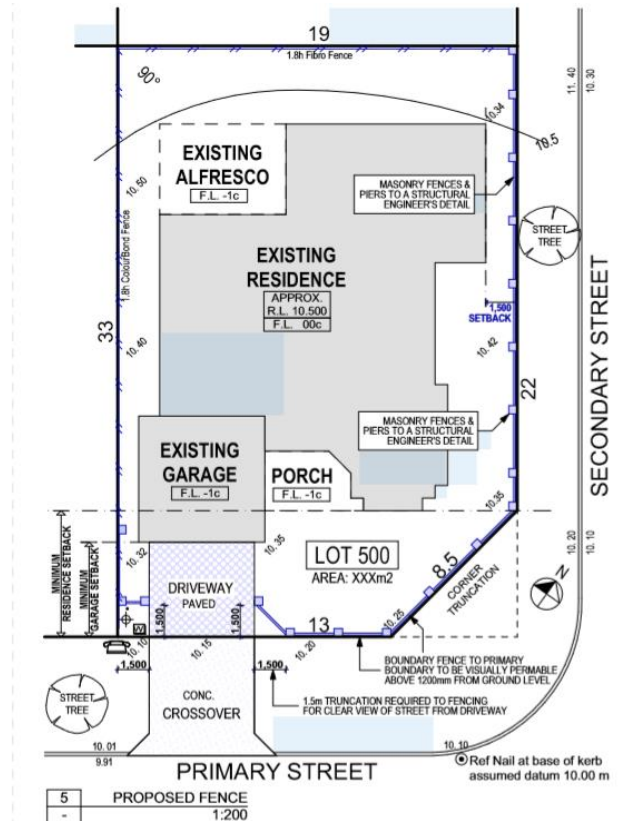 19
1.8h Fibro Fence
90°
11. 40
10. 30
10.34
10.5
EXISTING
ALFRESCO
F.L. -1c
10.50
1.8h ColourBond Fence
MASONRY FENCES &
PIERS TO A STRUCTURAL
ENGINEER'S DETAIL
STREET
TREE
EXISTING
RESIDENCE
APPROX.
R.L. 10.500
F.L. 00c
1,500
SETBACK
SECONDARY STREET
33
10.40
10.42
22
MASONRY FENCES &
PIERS TO A STRUCTURAL
ENGINEER'S DETAIL
EXISTING
GARAGE
F.L. -1c
PORCH
F.L. -1c
10.35
MINIMUM
RESIDENCE SETBACK
MINIMUM
GARAGE SETBACK
10.32
10.35
LOT 500
AREA: XXXm2
8.5
CORNER
TRUNCATION
10. 20
10. 10
N
DRIVEWAY
PAVED
1,500
1,500
13
10. 25
10. 10
10. 15
10. 20
BOUNDARY FENCE TO PRIMARY
BOUNDARY TO BE VISUALLY PERMABLE
ABOVE 1200mm FROM GROUND LEVEL
1,500
1,500
STREET
TREE
CONC.
CROSSOVER
1.5m TRUNCATION REQUIRED TO FENCING
FOR CLEAR VIEW OF STREET FROM DRIVEWAY
10. 01
9.91
10. 10
PRIMARY STREET
Ref Nail at base of kerb
assumed datum 10.00 m
5 PROPOSED FENCE
- 1:200